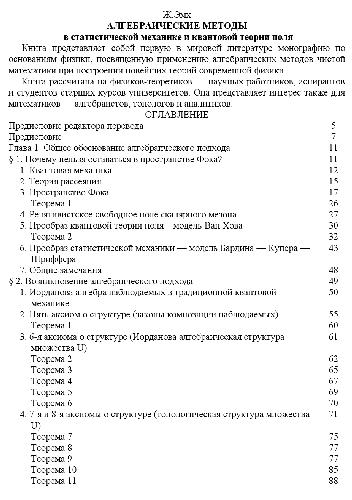 Ж. Эмх
АЛГЕБРАИЧЕСКИЕ МЕТОДЫ
в статистической механике и квантовой теории поля
Книга представляет собой первую в мировой литературе монографию по
основаниям физики, посвященную применению алгебраических методов чистой
математики при построении новейших теорий современной физики.
Книга рассчитана на физиков-теоретиков — научных работников, аспирантов
и студентов старших курсов университетов. Она представляет интерес также для
математиков — алгебраистов, топологов и аналитиков.
ОГЛАВЛЕНИЕ
Предисловие редактора перевода 5
Предисловие 7
Глава 1. Общее обоснование алгебраического подхода 11
§ 1. Почему нельзя оставаться в пространстве Фока? 11
1. Квантовая механика 12
2. Теория рассеяния 15
3. Пространство Фока 17
Теорема 1 26
4. Релятивистское свободное поле скалярного мезона 27
5. Прообраз квантовой теории поля - модель Ван Хова 30
Теорема 2 32
6. Прообраз статистической механики — модель Бардина — Купера — 43
Шриффера
7. Общие замечания 48
§ 2. Возникновение алгебраического подхода 49
1. Йорданова алгебра наблюдаемых в традиционной квантовой 50
механике
2. Пять аксиом о структуре (законы композиции наблюдаемых) 55
Теорема 1 60
3. 6-я аксиома о структуре (Йорданова алгебраическая структура 61
множества U)
Теорема 2 62
Теорема 3 65
Теорема 4 67
Теорема 5 69
Теорема 6 70
4. 7-я и 8-я аксиомы о структуре (топологическая структура множества 71
U)
Теорема 7 75
Теорема 8 77
Теорема 9 77
Теорема 10 85
Теорема 11 88